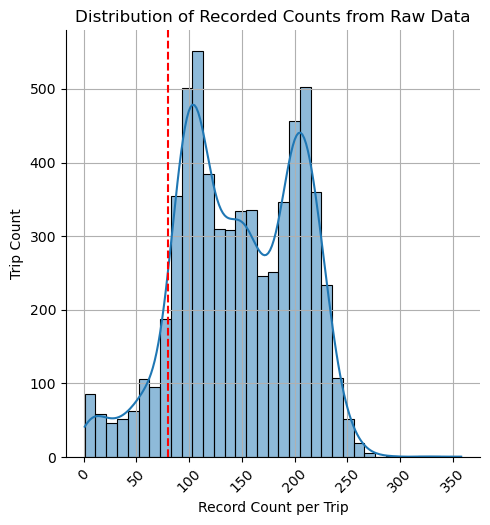 Distribution of Recorded Counts from Raw Data
Trip Count
500
400
300
200
100
0
0 50 100 150 200 250 300 350
Record Count per Trip